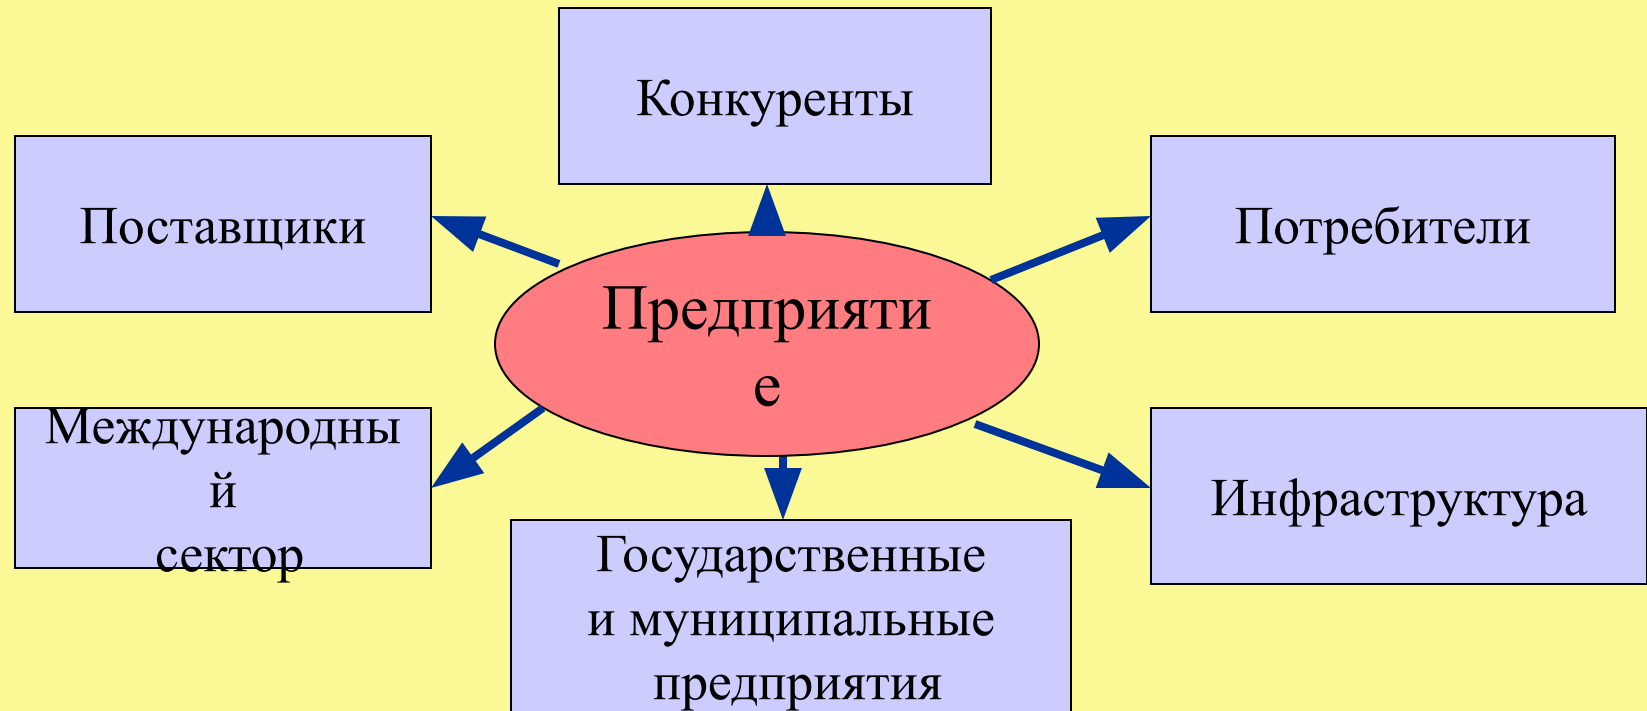 Конкуренты
Поставщики
Потребители
Предприяти
е
Международны
й
сектор
Инфраструктура
Государственные
и муниципальные
предприятия